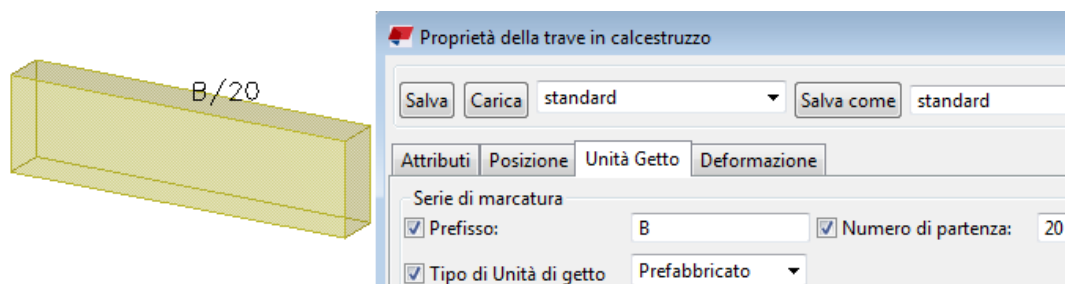 B/20
Proprietà della trave in calcestruzzo
Salva Carica standard Salva come standard
Attributi Posizione Unità Getto Deformazione
Serie di marcatura
Prefisso: B Numero di partenza: 20
Tipo di Unità di getto Prefabbricato